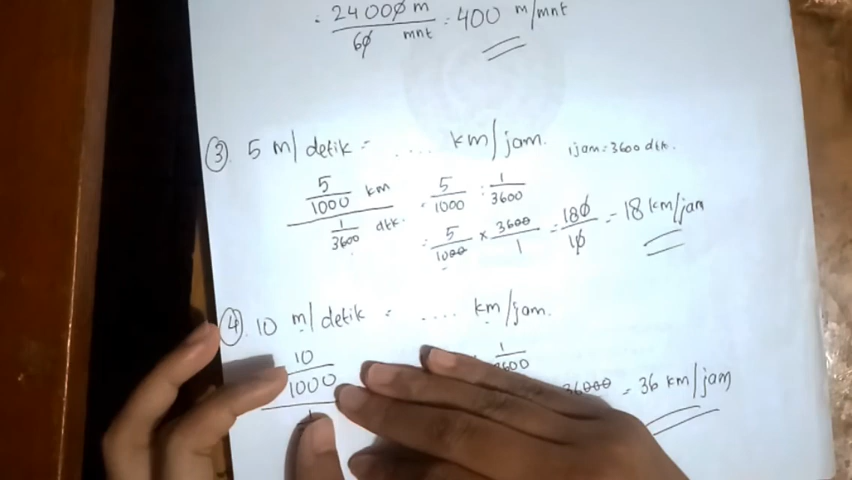 = 24000 m / 60 mnt = 400 m/mnt
③. 5 m/detik = .... km/jam. 1jam = 3600 dtk.
5/1000 km / 1/3600 dtk. = 5/1000 : 1/3600
= 5/1000 x 3600/1 = 180/10 = 18 km/jam
④. 10 m/detik = .... km/jam.
10/1000 : 1/3600
36000 = 36 km/jam